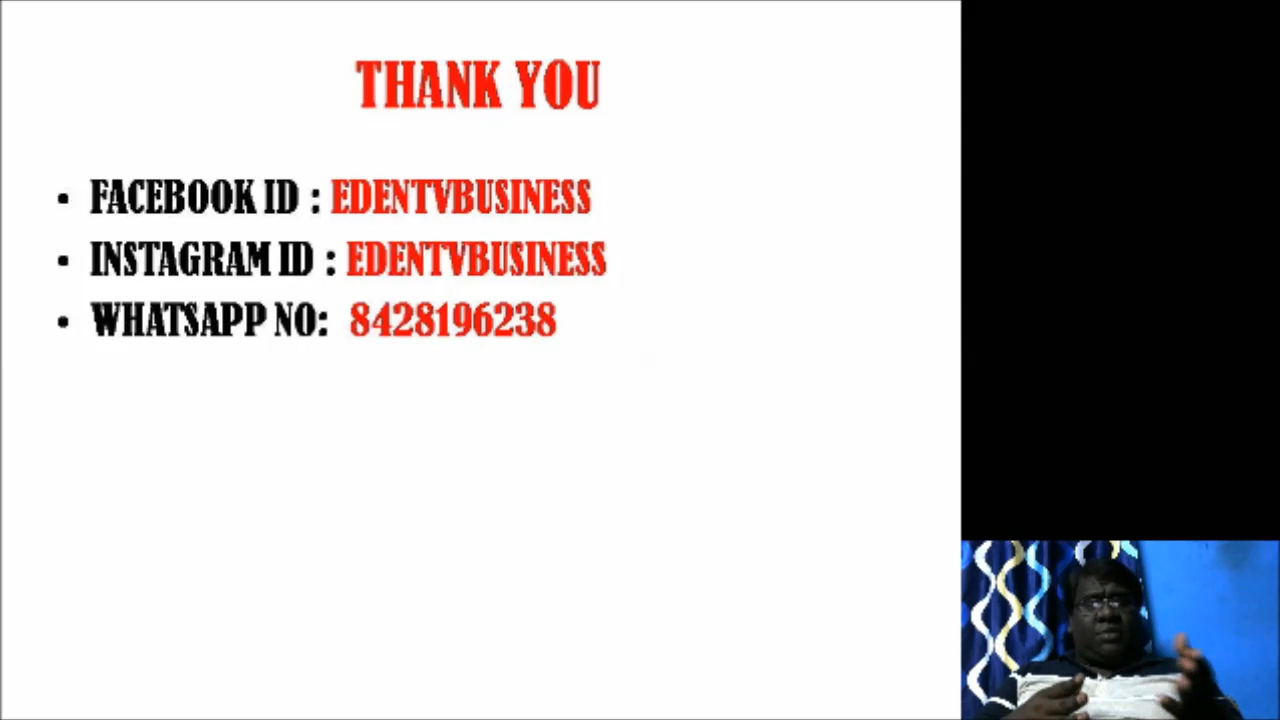 THANK YOU
• FACEBOOK ID : EDENTVBUSINESS
• INSTAGRAM ID : EDENTVBUSINESS
• WHATSAPP NO: 8428196238